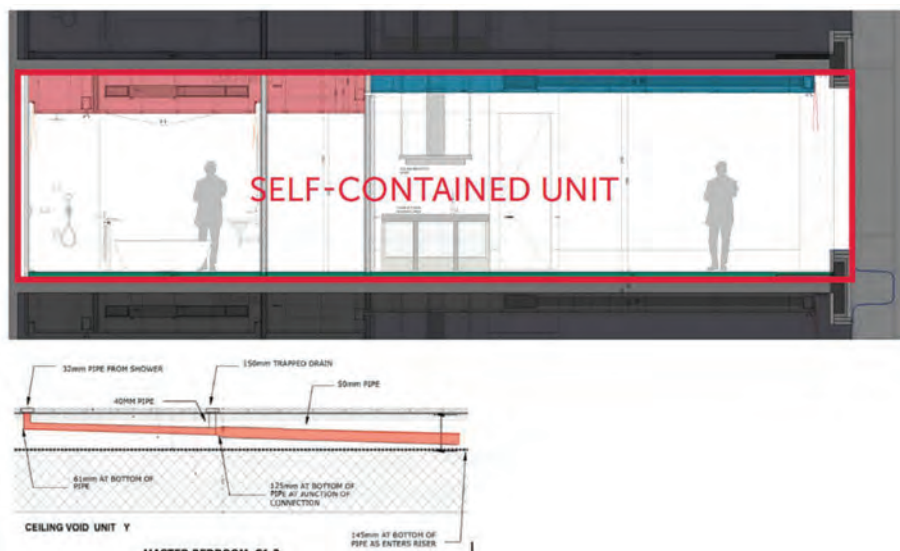 SELF-CONTAINED UNIT
32mm PIPE FROM SHOWER
150mm TRAPPED DRAIN
40MM PIPE
50mm PIPE
61mm AT BOTTOM OF
PIPE
125mm AT BOTTOM OF
PIPE AT JUNCTION OF
CONNECTION
145mm AT BOTTOM OF
PIPE AS ENTERS RISER
CEILING VOID UNIT Y
MASTER BEDROOM